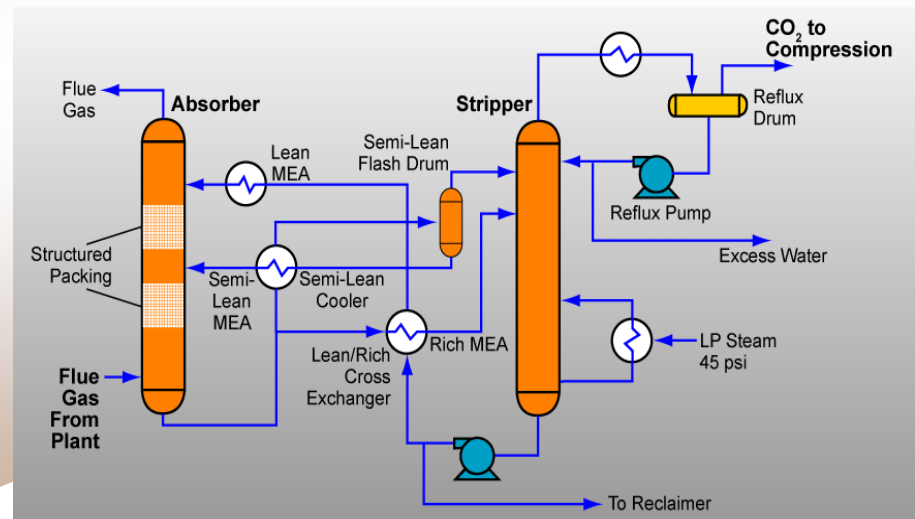 CO₂ to
Compression
Flue
Gas
Absorber
Stripper
Reflux
Drum
Semi-Lean
Flash Drum
Lean
MEA
Reflux Pump
Structured
Packing
Excess Water
Semi-
Lean
MEA
Semi-Lean
Cooler
Rich MEA
LP Steam
45 psi
Lean/Rich
Cross
Exchanger
Flue
Gas
From
Plant
To Reclaimer